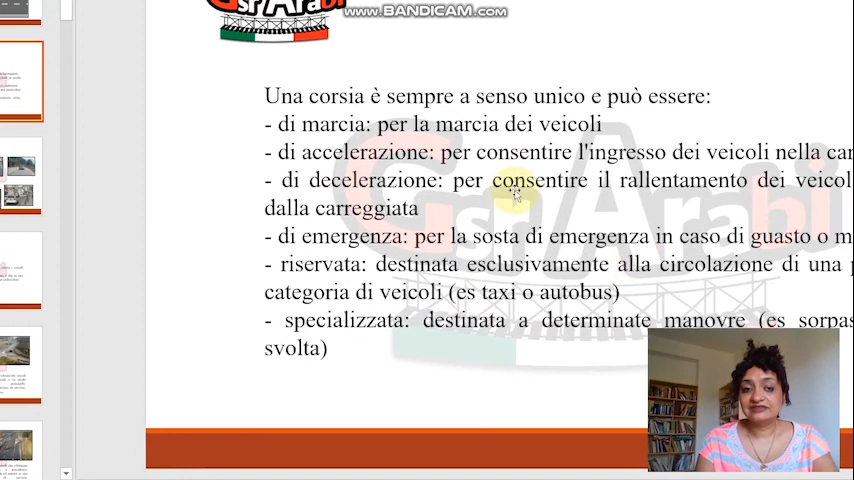 Gsr Arabi
www.BANDICAM.com
Una corsia è sempre a senso unico e può essere:
- di marcia: per la marcia dei veicoli
- di accelerazione: per consentire l'ingresso dei veicoli nella car
- di decelerazione: per consentire il rallentamento dei veicol
dalla carreggiata
- di emergenza: per la sosta di emergenza in caso di guasto o m
- riservata: destinata esclusivamente alla circolazione di una p
categoria di veicoli (es taxi o autobus)
- specializzata: destinata a determinate manovre (es sorpas
svolta)